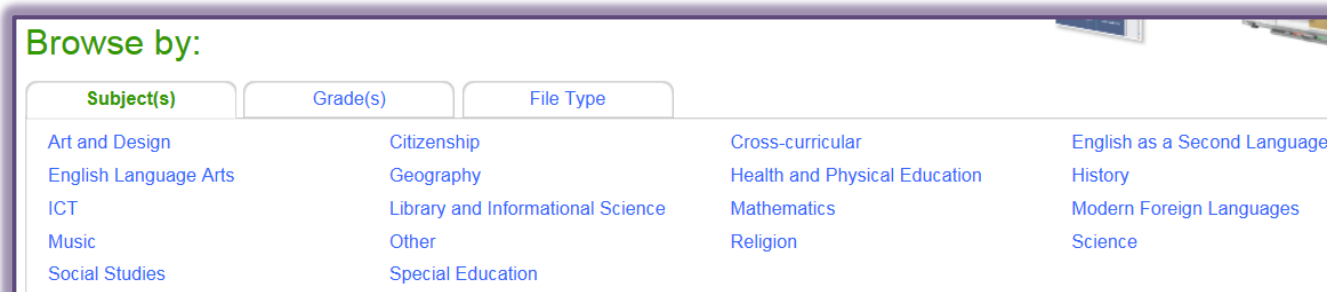 Browse by:
Subject(s) Grade(s) File Type
Art and Design Citizenship Cross-curricular English as a Second Language
English Language Arts Geography Health and Physical Education History
ICT Library and Informational Science Mathematics Modern Foreign Languages
Music Other Religion Science
Social Studies Special Education